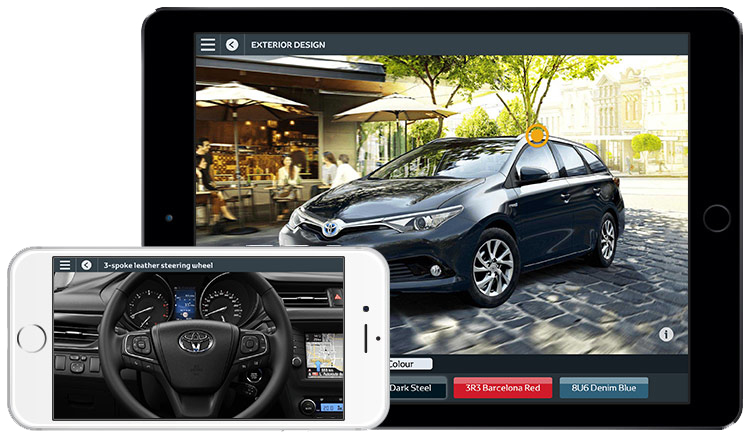 EXTERIOR DESIGN
3-spoke leather steering wheel
Colour
Dark Steel
3R3 Barcelona Red
8U6 Denim Blue